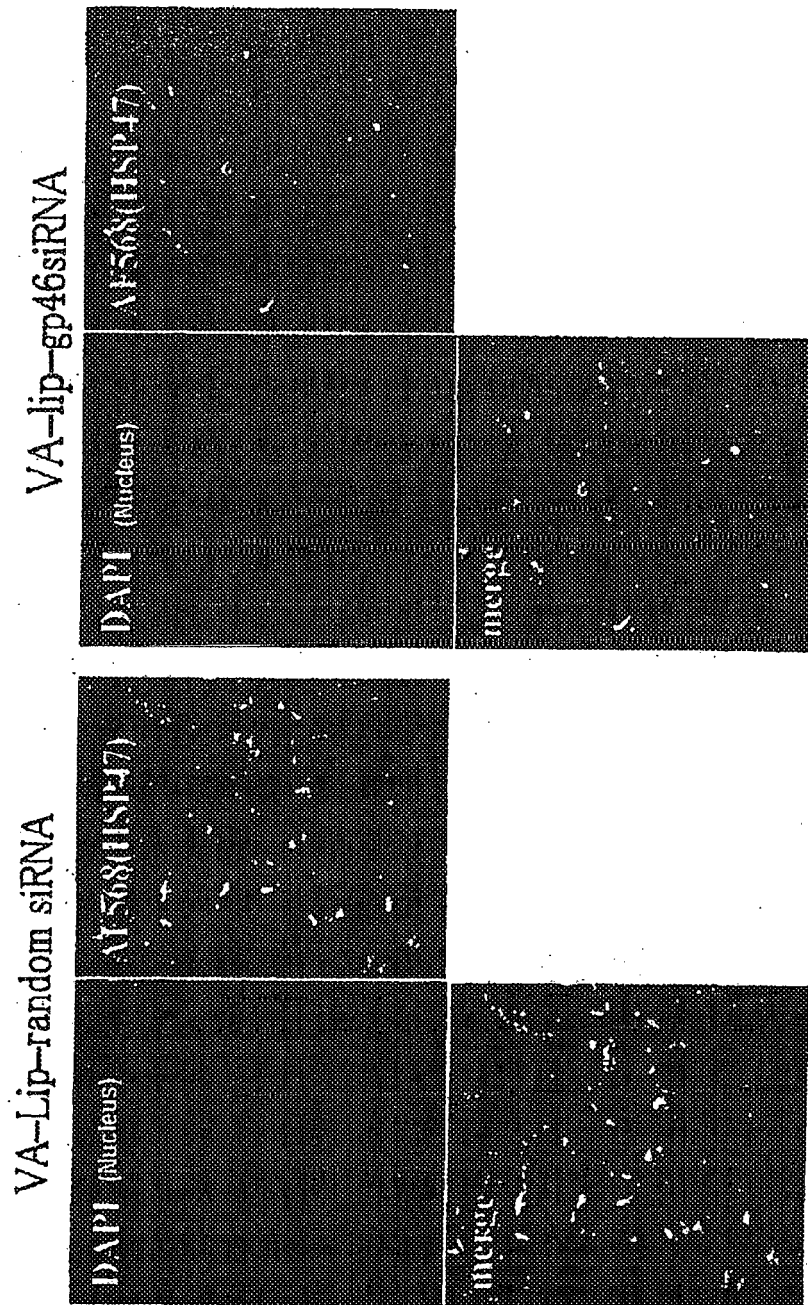 VA–Lip–random siRNA
DAPI (Nucleus)
AF568(HSP47)
merge
VA–lip–gp46siRNA
DAPI (Nucleus)
AF568(HSP47)
merge